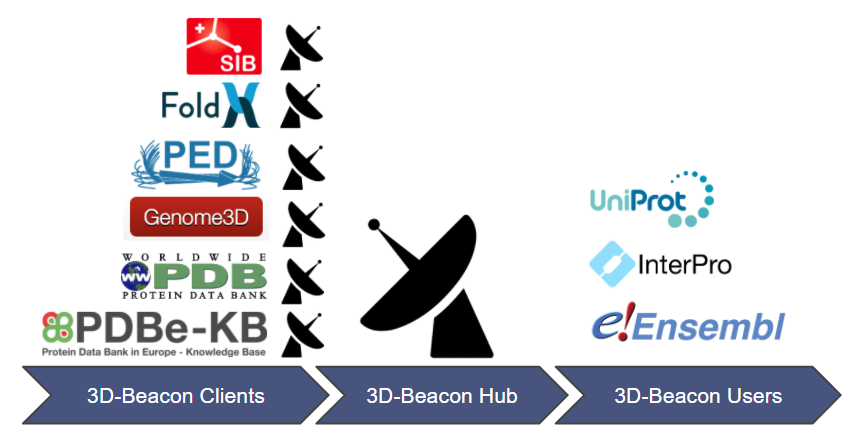 SIB
FoldX
PED
Genome3D
WORLDWIDE
WWPDB
PROTEIN DATA BANK
PDBe-KB
Protein Data Bank in Europe - Knowledge Base
UniProt
InterPro
e!Ensembl
3D-Beacon Clients
3D-Beacon Hub
3D-Beacon Users